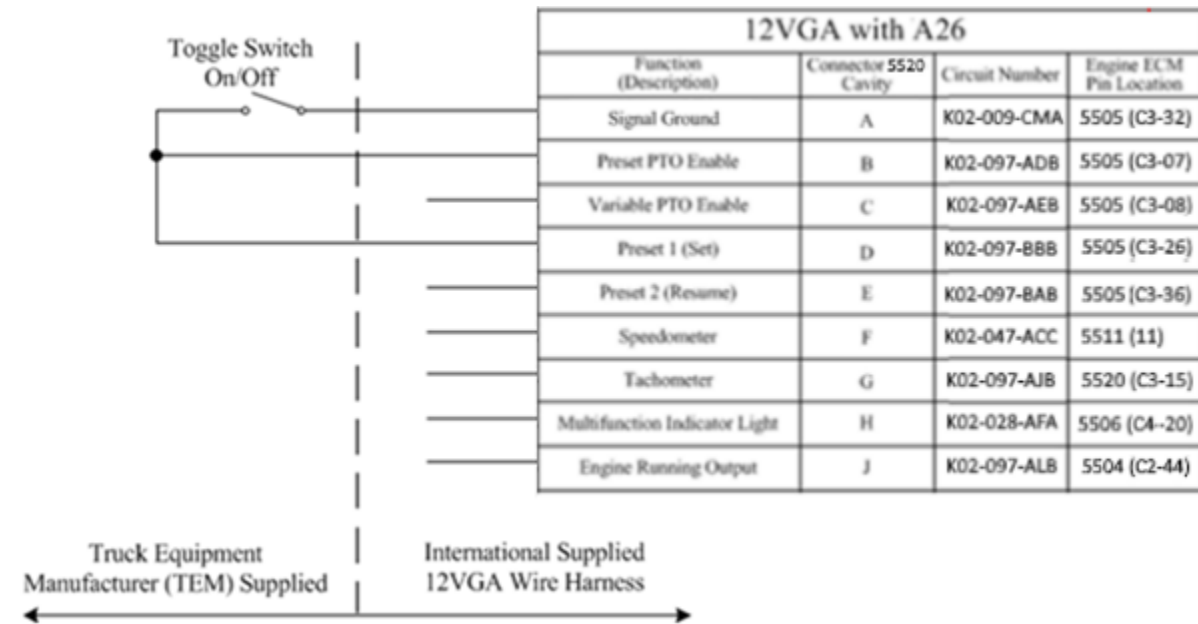 Toggle Switch
On/Off
12VGA with A26
Function
(Description)
Connector 5520
Cavity
Circuit Number
Engine ECM
Pin Location
Signal Ground A K02-009-CMA 5505 (C3-32)
Preset PTO Enable B K02-097-ADB 5505 (C3-07)
Variable PTO Enable C K02-097-AEB 5505 (C3-08)
Preset 1 (Set) D K02-097-BBB 5505 (C3-26)
Preset 2 (Resume) E K02-097-BAB 5505 (C3-36)
Speedometer F K02-047-ACC 5511 (11)
Tachometer G K02-097-AJB 5520 (C3-15)
Multifunction Indicator Light H K02-028-AFA 5506 (C4--20)
Engine Running Output J K02-097-ALB 5504 (C2-44)
Truck Equipment
Manufacturer (TEM) Supplied
International Supplied
12VGA Wire Harness